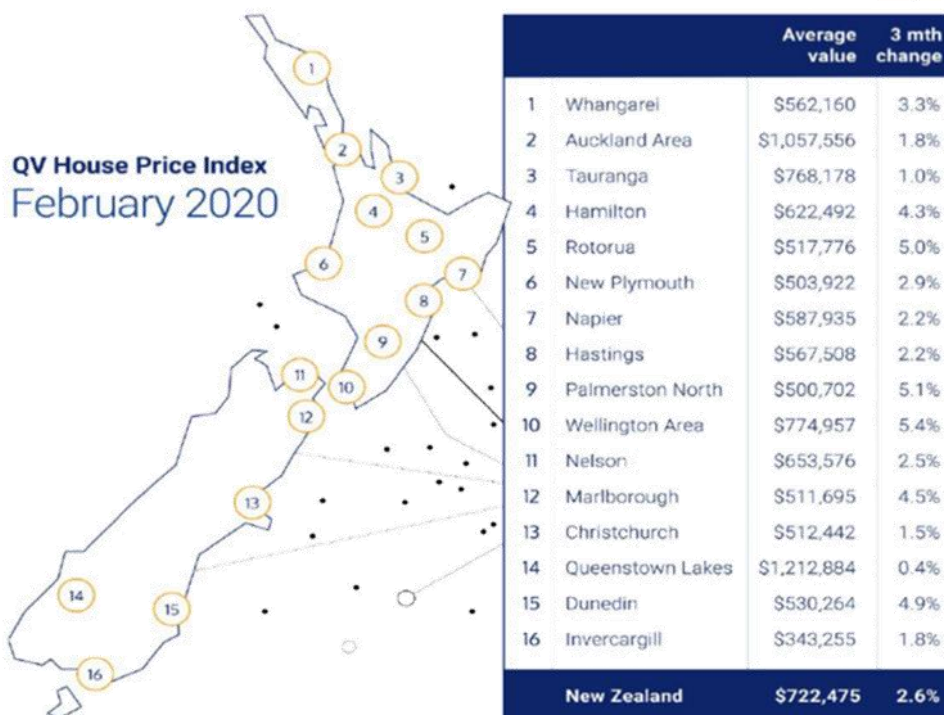 QV House Price Index
February 2020
1
2
3
4
5
6
7
8
9
10
11
12
13
14
15
16
Average value 3 mth change
1 Whangarei $562,160 3.3%
2 Auckland Area $1,057,556 1.8%
3 Tauranga $768,178 1.0%
4 Hamilton $622,492 4.3%
5 Rotorua $517,776 5.0%
6 New Plymouth $503,922 2.9%
7 Napier $587,935 2.2%
8 Hastings $567,508 2.2%
9 Palmerston North $500,702 5.1%
10 Wellington Area $774,957 5.4%
11 Nelson $653,576 2.5%
12 Marlborough $511,695 4.5%
13 Christchurch $512,442 1.5%
14 Queenstown Lakes $1,212,884 0.4%
15 Dunedin $530,264 4.9%
16 Invercargill $343,255 1.8%
New Zealand $722,475 2.6%